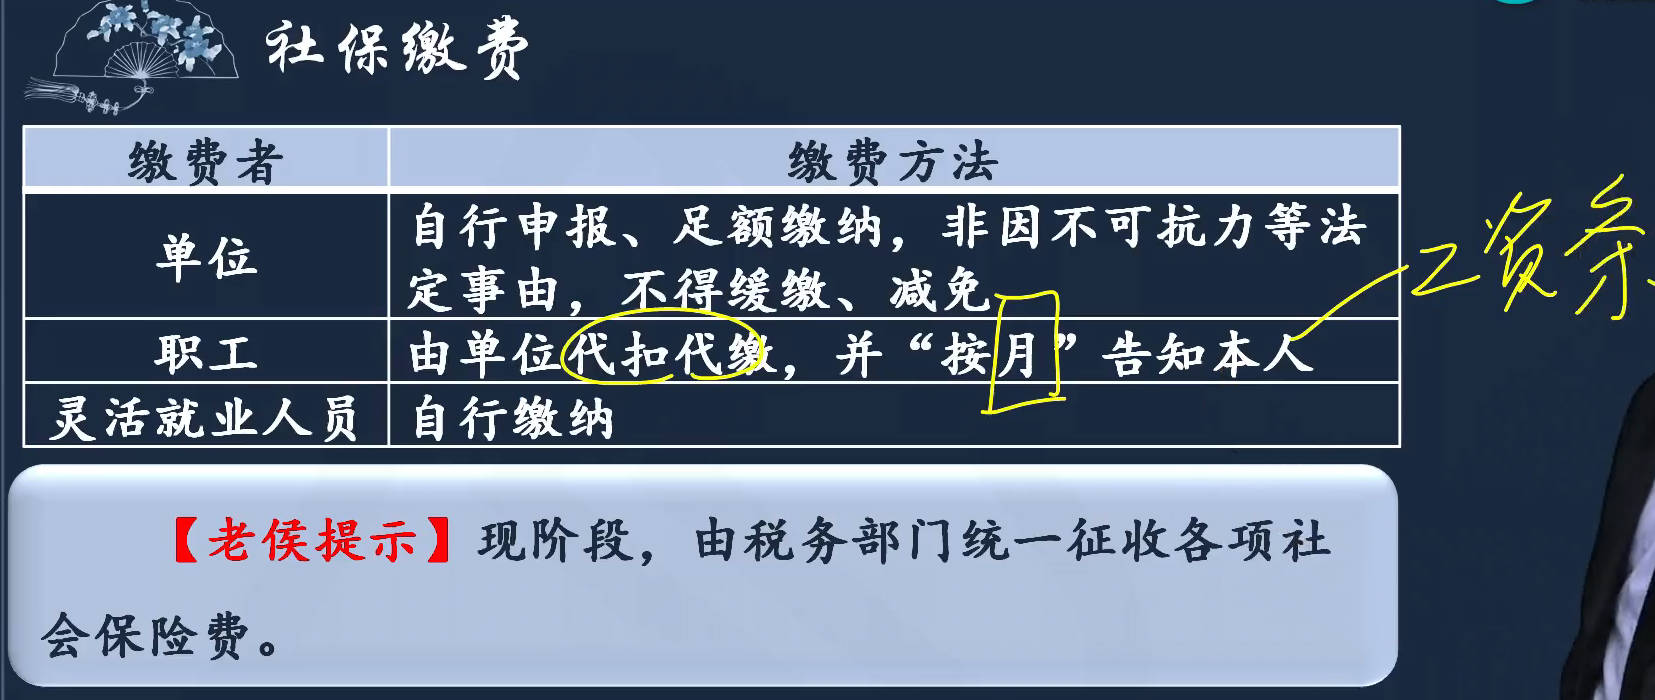 社保缴费
缴费者 缴费方法
单位 自行申报、足额缴纳，非因不可抗力等法
定事由，不得缓缴、减免
职工 由单位代扣代缴，并“按月”告知本人
工资条
灵活就业人员 自行缴纳
【老侯提示】现阶段，由税务部门统一征收各项社
会保险费。